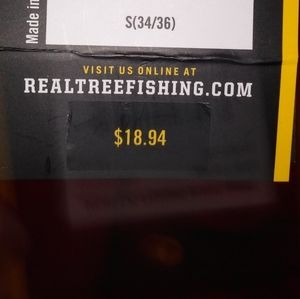 Made in
S(34/36)
VISIT US ONLINE AT
REALTREEFISHING.COM
$18.94